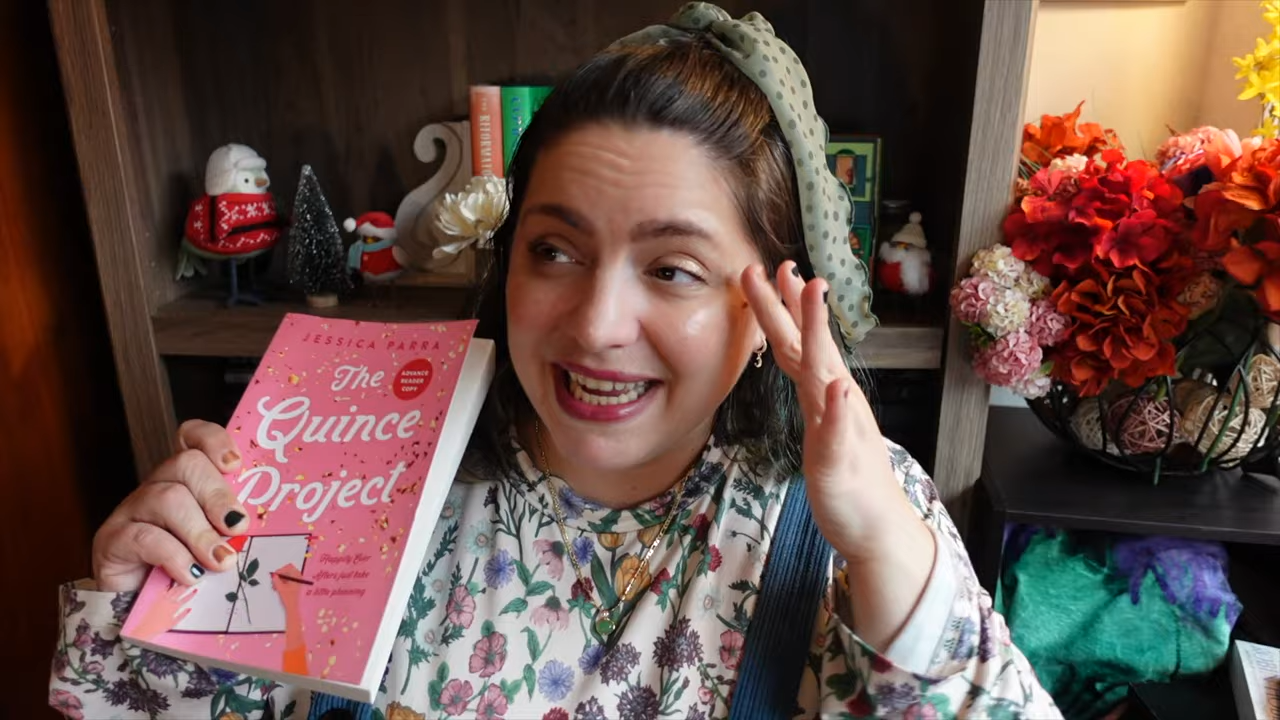 JESSICA PARRA
The
ADVANCE
READER
COPY
Quince
Project
Happily Ever
Afters just take
a little planning